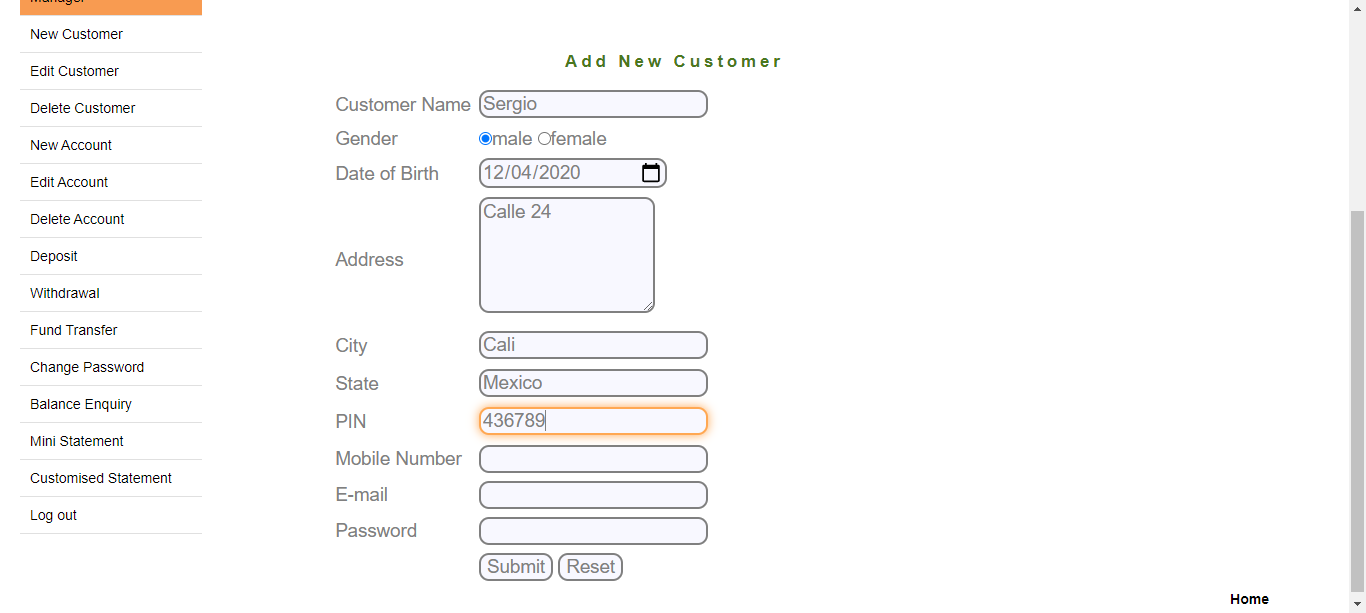 Manager
New Customer
Edit Customer
Delete Customer
New Account
Edit Account
Delete Account
Deposit
Withdrawal
Fund Transfer
Change Password
Balance Enquiry
Mini Statement
Customised Statement
Log out
Add New Customer
Customer Name Sergio
Gender male female
Date of Birth 12/04/2020
Address Calle 24
City Cali
State Mexico
PIN 436789
Mobile Number
E-mail
Password
Submit Reset
Home